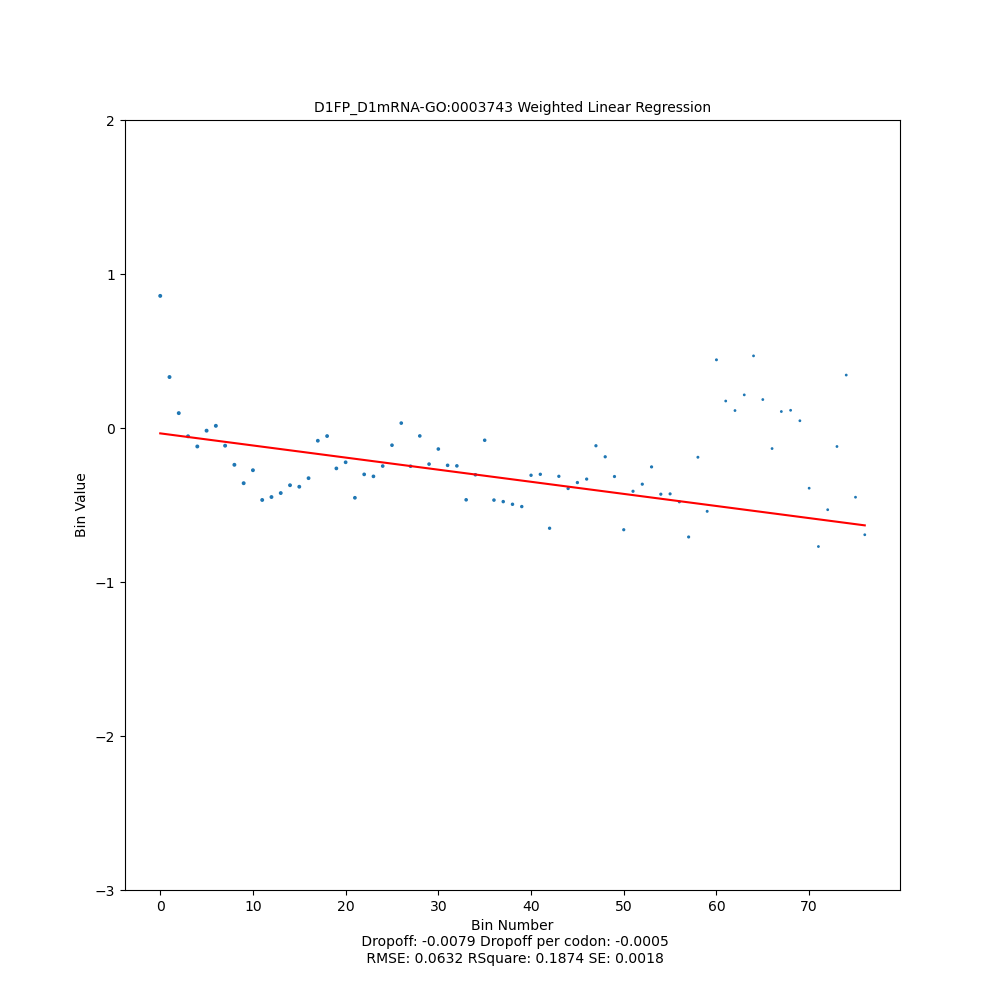 D1FP_D1mRNA-GO:0003743 Weighted Linear Regression
2
1
0
−1
−2
−3
Bin Value
0 10 20 30 40 50 60 70
Bin Number
Dropoff: -0.0079 Dropoff per codon: -0.0005
RMSE: 0.0632 RSquare: 0.1874 SE: 0.0018